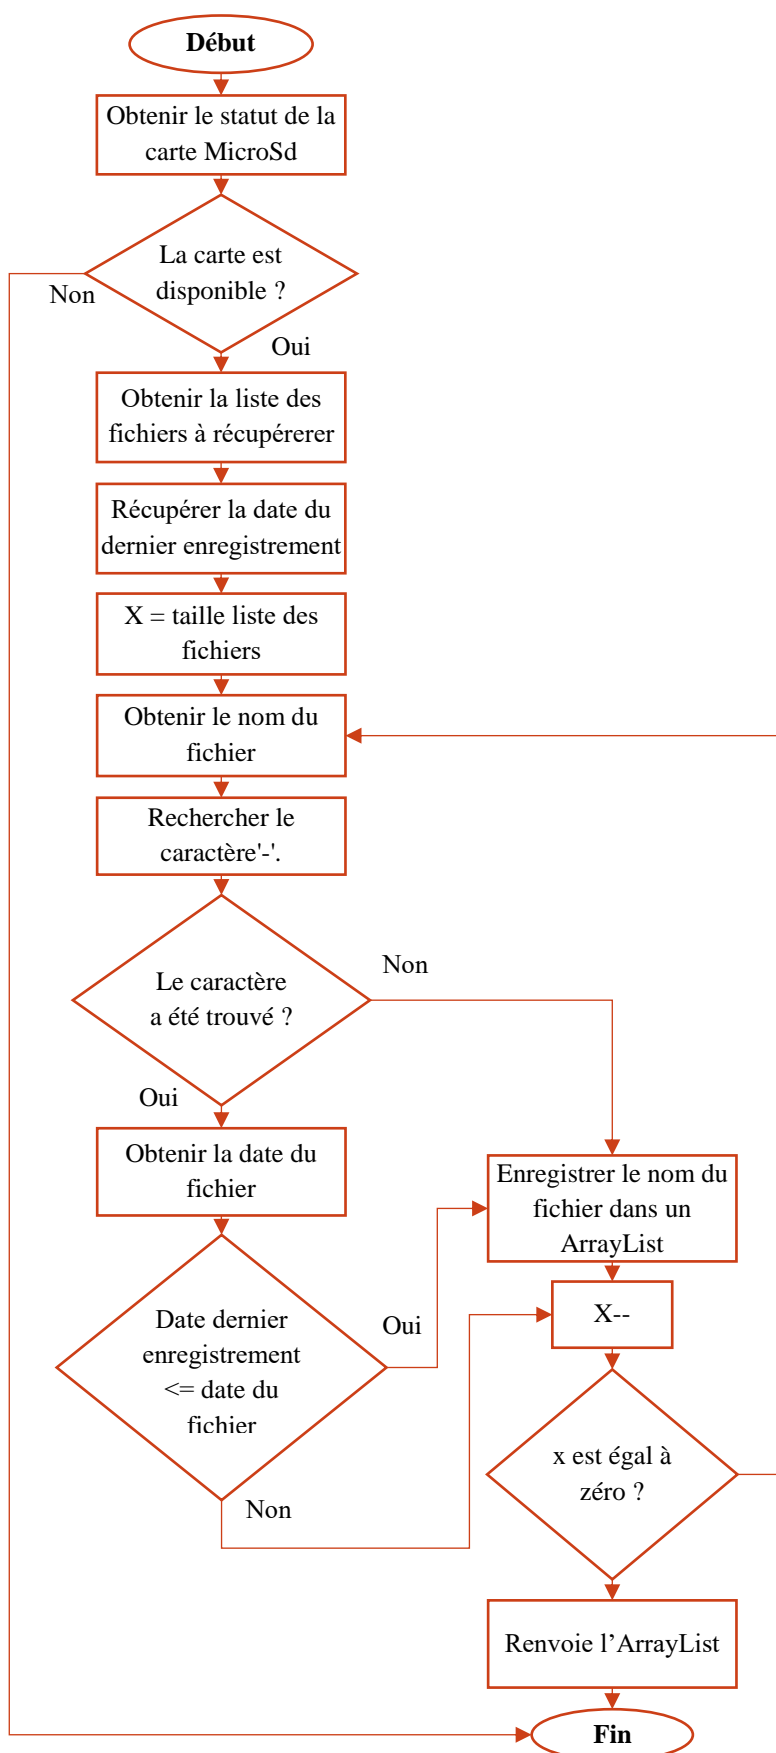 Début
Obtenir le statut de la
carte MicroSd
La carte est
disponible ?
Non
Oui
Obtenir la liste des
fichiers à récupérerer
Récupérer la date du
dernier enregistrement
X = taille liste des
fichiers
Obtenir le nom du
fichier
Rechercher le
caractère'-'.
Le caractère
a été trouvé ?
Non
Oui
Obtenir la date du
fichier
Enregistrer le nom du
fichier dans un
ArrayList
Date dernier
enregistrement
<= date du
fichier
Oui
Non
X--
x est égal à
zéro ?
Renvoie l’ArrayList
Fin